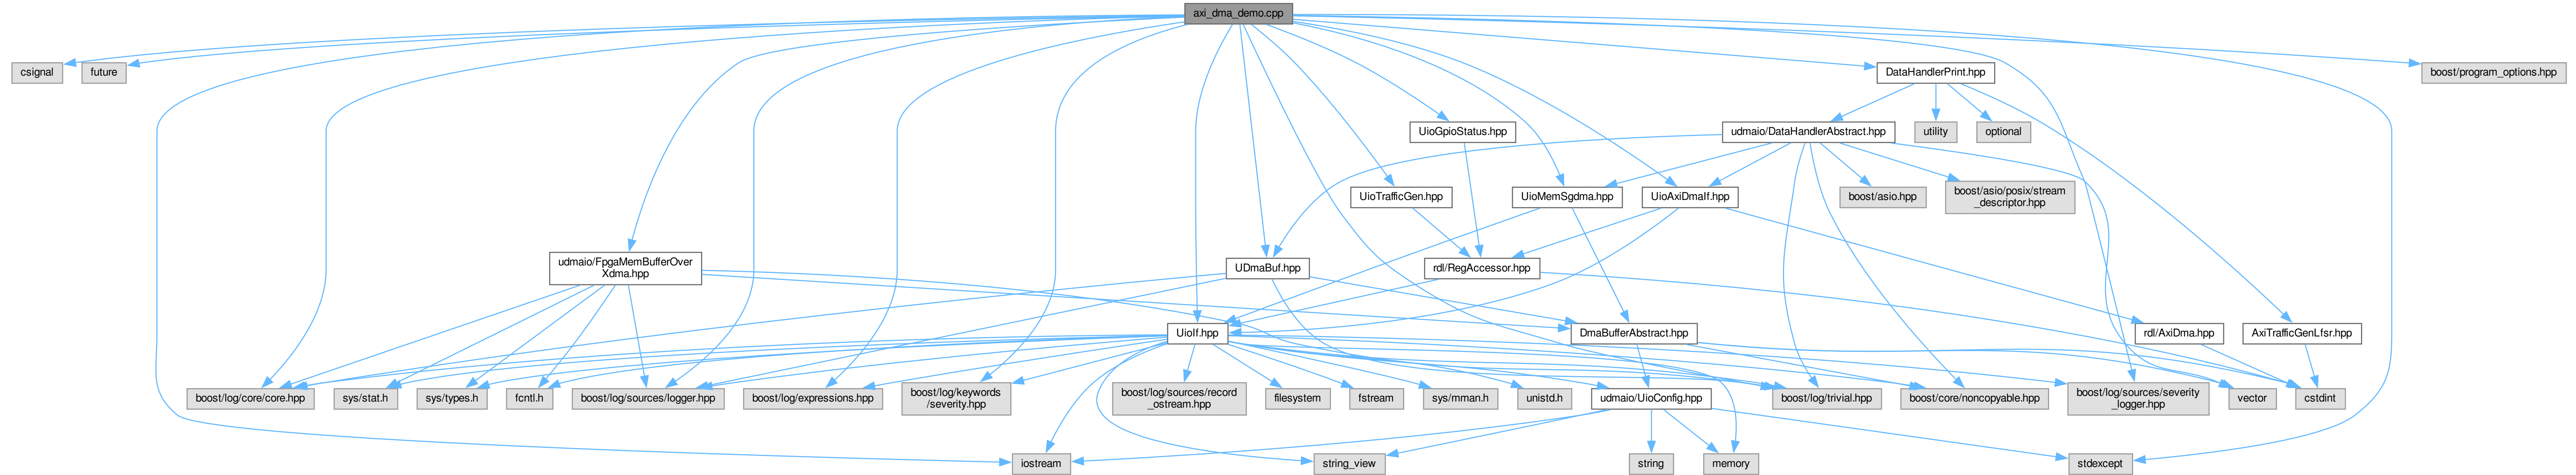 axi_dma_demo.cpp
csignal
future
DataHandlerPrint.hpp
boost/program_options.hpp
UioGpioStatus.hpp
udmaio/DataHandlerAbstract.hpp
utility
optional
UioTrafficGen.hpp
UioMemSgdma.hpp
UioAxiDmaIf.hpp
boost/asio.hpp
boost/asio/posix/stream
_descriptor.hpp
udmaio/FpgaMemBufferOver
Xdma.hpp
UDmaBuf.hpp
rdl/RegAccessor.hpp
UioIf.hpp
DmaBufferAbstract.hpp
rdl/AxiDma.hpp
AxiTrafficGenLfsr.hpp
boost/log/core/core.hpp
sys/stat.h
sys/types.h
fcntl.h
boost/log/sources/logger.hpp
boost/log/expressions.hpp
boost/log/keywords
/severity.hpp
boost/log/sources/record
_ostream.hpp
filesystem
fstream
sys/mman.h
unistd.h
udmaio/UioConfig.hpp
boost/log/trivial.hpp
boost/core/noncopyable.hpp
boost/log/sources/severity
_logger.hpp
vector
cstdint
iostream
string_view
string
memory
stdexcept